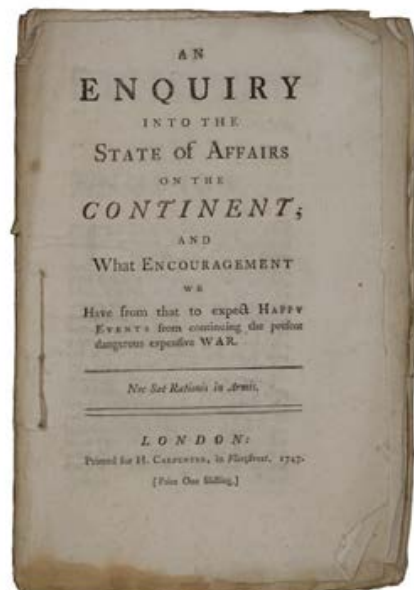 AN
ENQUIRY
INTO THE
STATE of AFFAIRS
ON THE
CONTINENT;
AND
What ENCOURAGEMENT
WE
Have from that to expect HAPPY
EVENTS from continuing the present
dangerous expensive WAR.
Nec Sat Rationis in Armis.
LONDON:
Printed for H. CARPENTER, in Fleetstreet. 1747.
[Price One Shilling.]